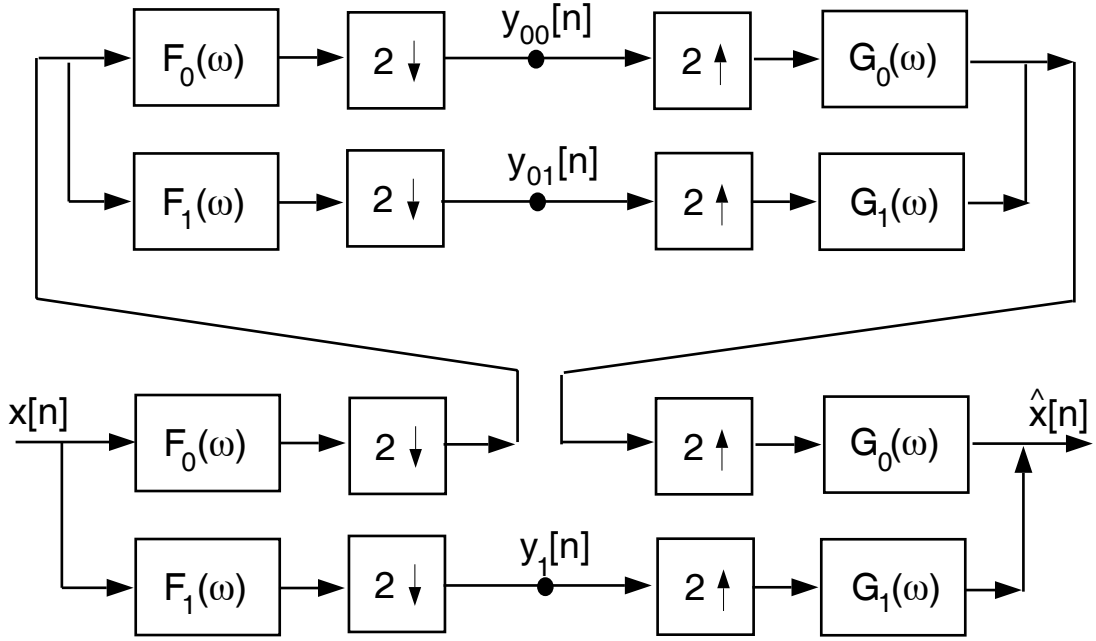 F₀(ω) 2 ↓ y₀₀[n] 2 ↑ G₀(ω)
F₁(ω) 2 ↓ y₀₁[n] 2 ↑ G₁(ω)
x[n] F₀(ω) 2 ↓ 2 ↑ G₀(ω) x̂[n]
F₁(ω) 2 ↓ y₁[n] 2 ↑ G₁(ω)